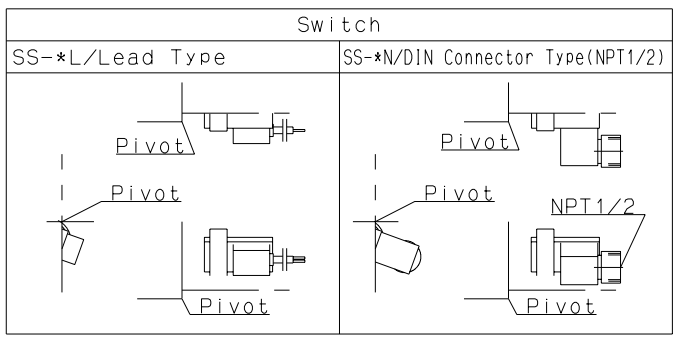 Switch
SS-*L/Lead Type
SS-*N/DIN Connector Type(NPT1/2)
Pivot
Pivot
Pivot
Pivot
NPT1/2
Pivot
Pivot